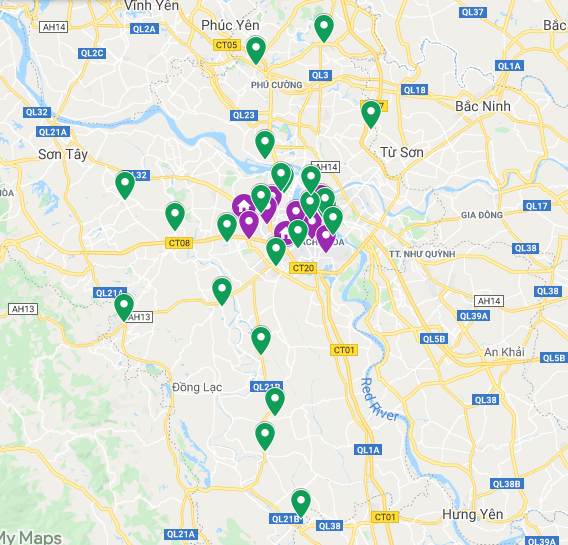 Vĩnh Yên
QL37
AH14
QL2A
Phúc Yên
Bắc
CT05
QL2C
QL1A
QL3
PHÚ CƯỜNG
QL18
Bắc Ninh
QL32
QL23
QL21A
Từ Sơn
Sơn Tây
AH14
32
HÒA
QL17
GIA ĐÔNG
CT08
QL38
TT. NHƯ QUỲNH
CT20
QL21A
QL38
AH13
AH13
AH14
QL39A
QL5B
CT01
An Khải
QL5B
Đồng Lạc
QL21B
Red River
QL38
QL1A
QL38B
QL21B
QL38
CT01
Hưng Yên
QL21A
QL39A
My Maps